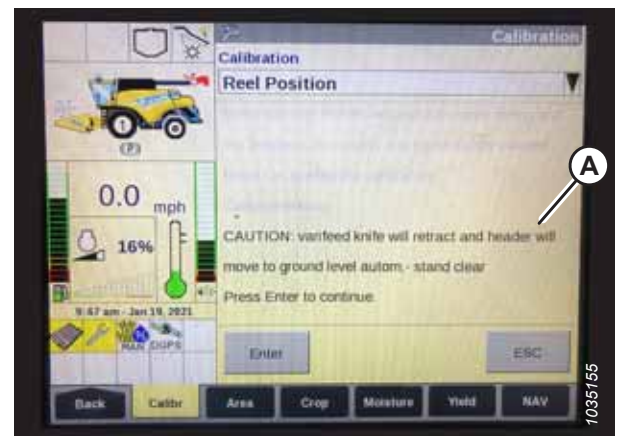 Calibration
Calibration
Reel Position
A
0.0 mph
16%
CAUTION: varifeed knife will retract and header will
move to ground level autom.- stand clear
Press Enter to continue.
9:67 am - Jan 19, 2021
MAN DGPS
Enter
ESC
Back
Calibr
Area
Crop
Moisture
Yield
NAV
1035155